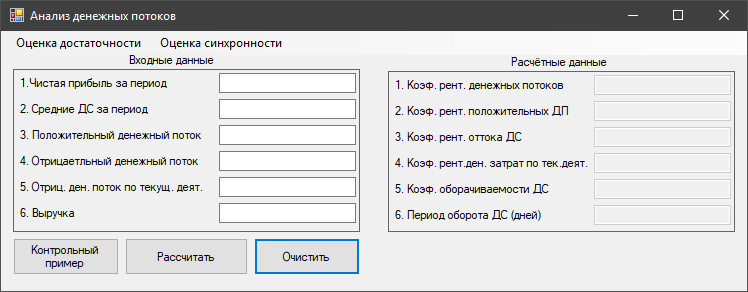 Анализ денежных потоков
Оценка достаточности Оценка синхронности
Входные данные
1.Чистая прибыль за период
2. Средние ДС за период
3. Положительный денежный поток
4. Отрицаетльный денежный поток
5. Отриц. ден. поток по текущ. деят.
6. Выручка
Контрольный
пример
Рассчитать
Очистить
Расчётные данные
1. Коэф. рент. денежных потоков
2. Коэф. рент. положительных ДП
3. Коэф. рент. оттока ДС
4. Коэф. рент.ден. затрат по тек.деят.
5. Коэф. оборачиваемости ДС
6. Период оборота ДС (дней)